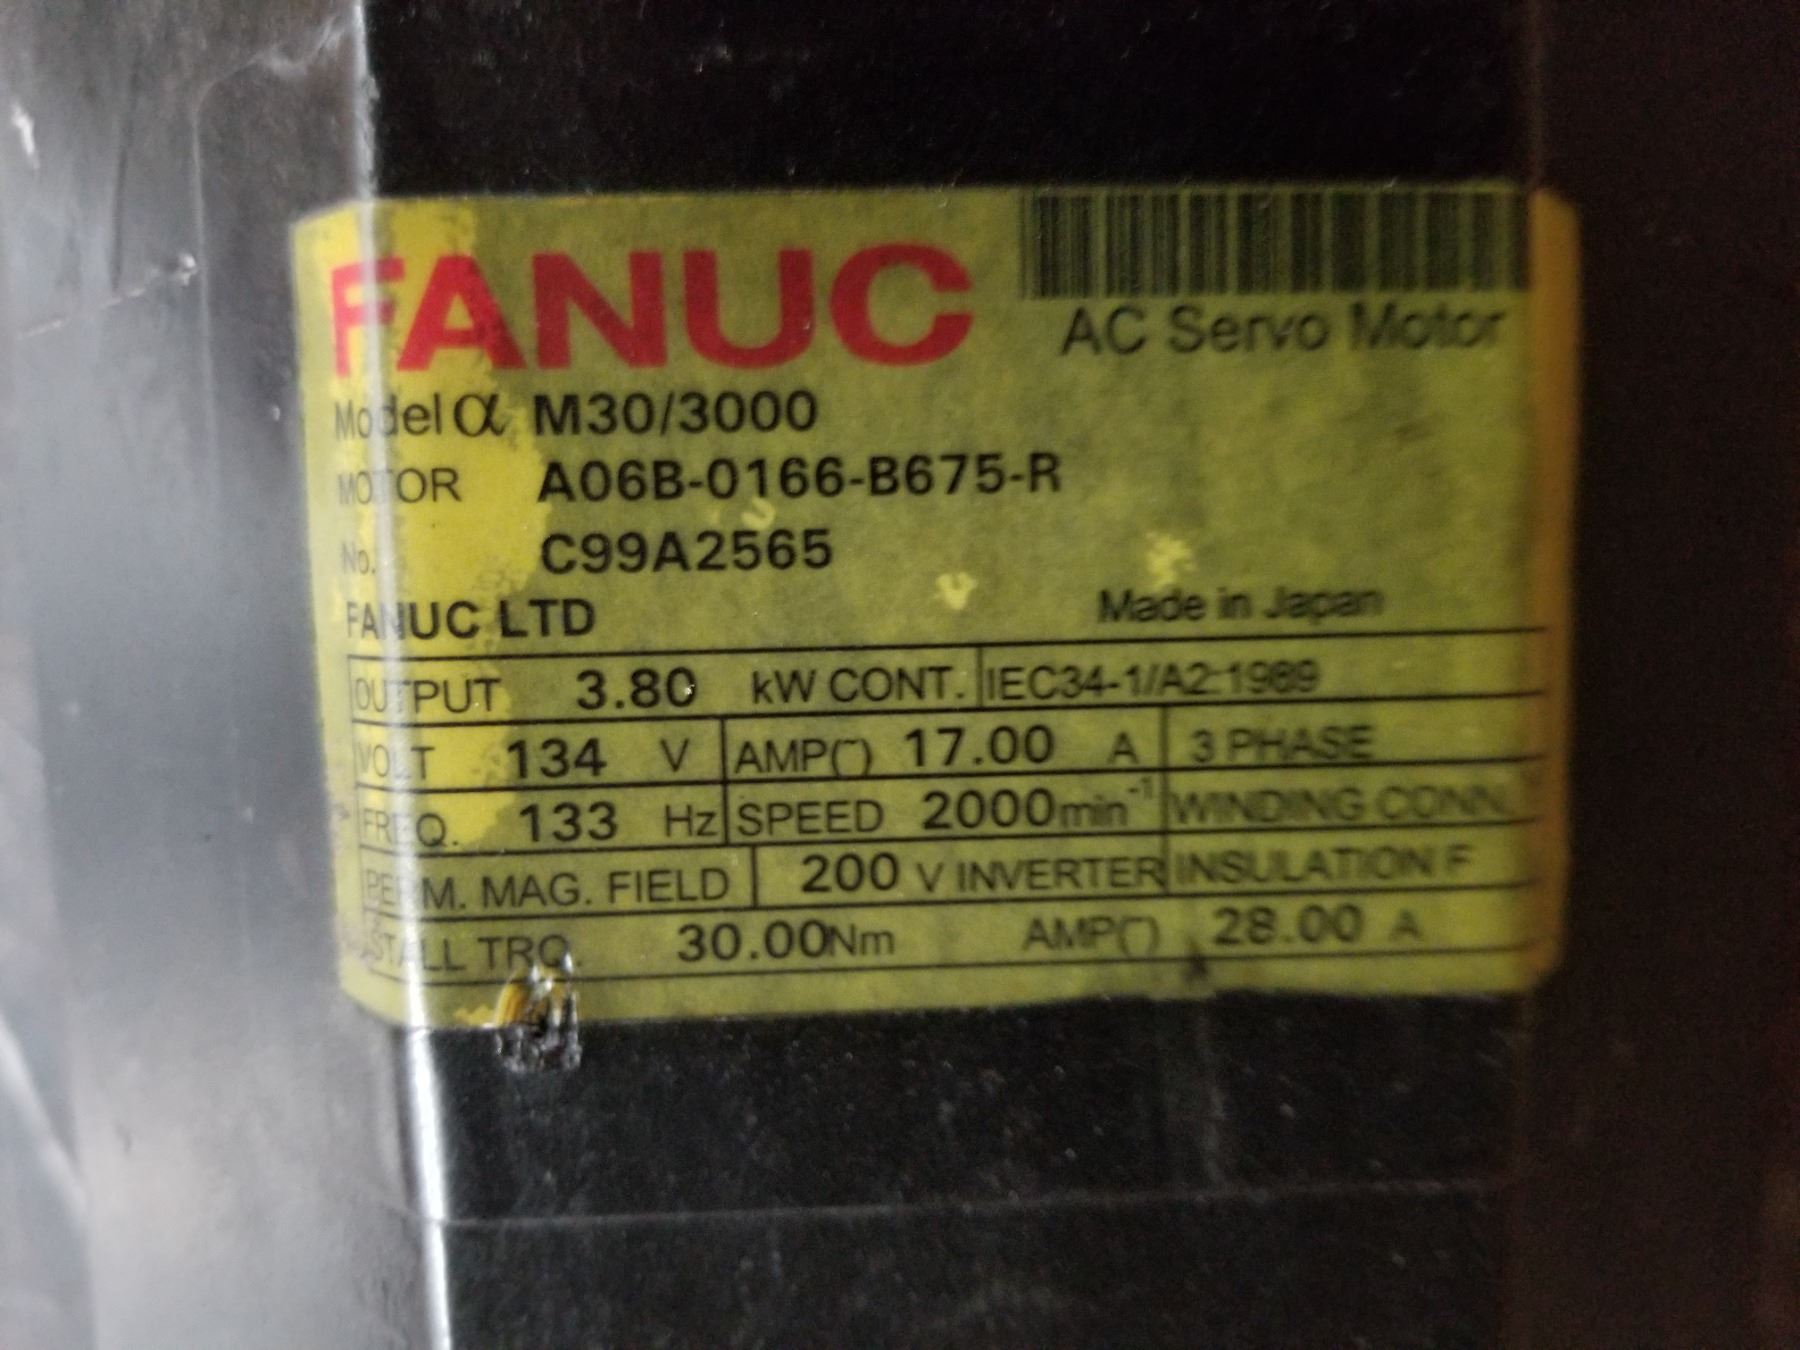 FANUC
AC Servo Motor
Model α M30/3000
MOTOR A06B-0166-B675-R
No. C99A2565
FANUC LTD Made in Japan
OUTPUT 3.80 kW CONT. IEC34-1/A2:1989
VOLT 134 V AMP(~) 17.00 A 3 PHASE
FREQ. 133 Hz SPEED 2000min⁻¹ WINDING CONN.
PERM. MAG. FIELD 200 V INVERTER INSULATION F
STALL TRQ. 30.00Nm AMP(~) 28.00 A